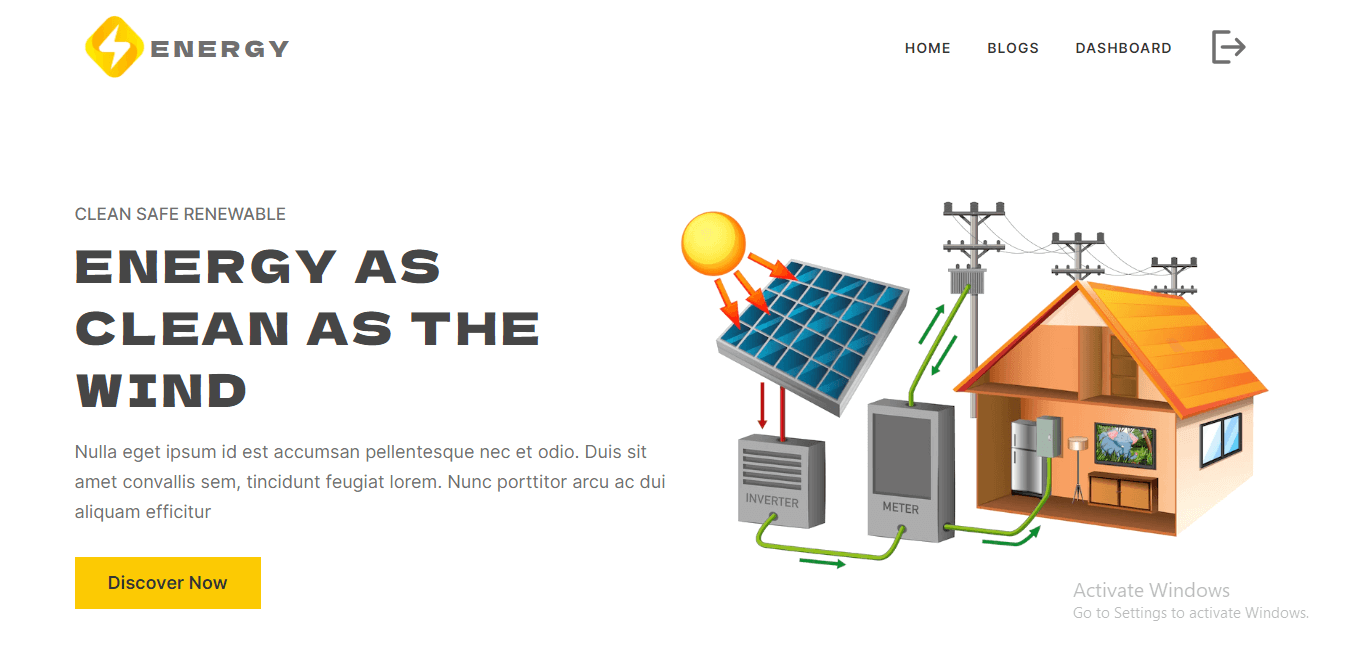 ENERGY
HOME BLOGS DASHBOARD
CLEAN SAFE RENEWABLE
ENERGY AS
CLEAN AS THE
WIND
Nulla eget ipsum id est accumsan pellentesque nec et odio. Duis sit
amet convallis sem, tincidunt feugiat lorem. Nunc porttitor arcu ac dui
aliquam efficitur
Discover Now
INVERTER
METER
Activate Windows
Go to Settings to activate Windows.